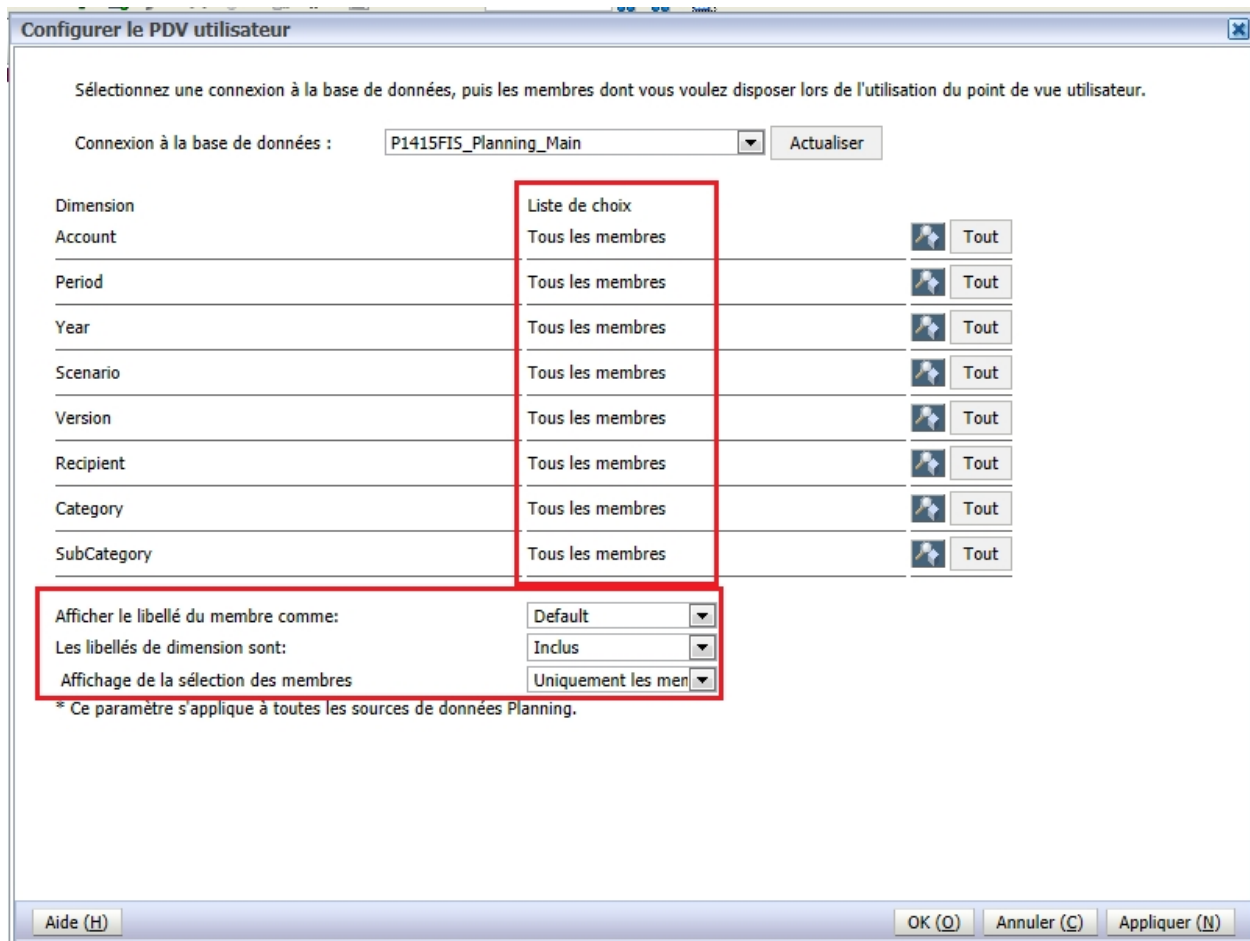 Configurer le PDV utilisateur
Sélectionnez une connexion à la base de données, puis les membres dont vous voulez disposer lors de l'utilisation du point de vue utilisateur.
Connexion à la base de données : P1415FIS_Planning_Main Actualiser
Dimension Liste de choix
Account Tous les membres Tout
Period Tous les membres Tout
Year Tous les membres Tout
Scenario Tous les membres Tout
Version Tous les membres Tout
Recipient Tous les membres Tout
Category Tous les membres Tout
SubCategory Tous les membres Tout
Afficher le libellé du membre comme: Default
Les libellés de dimension sont: Inclus
Affichage de la sélection des membres Uniquement les mem
* Ce paramètre s'applique à toutes les sources de données Planning.
Aide (H) OK (O) Annuler (C) Appliquer (N)